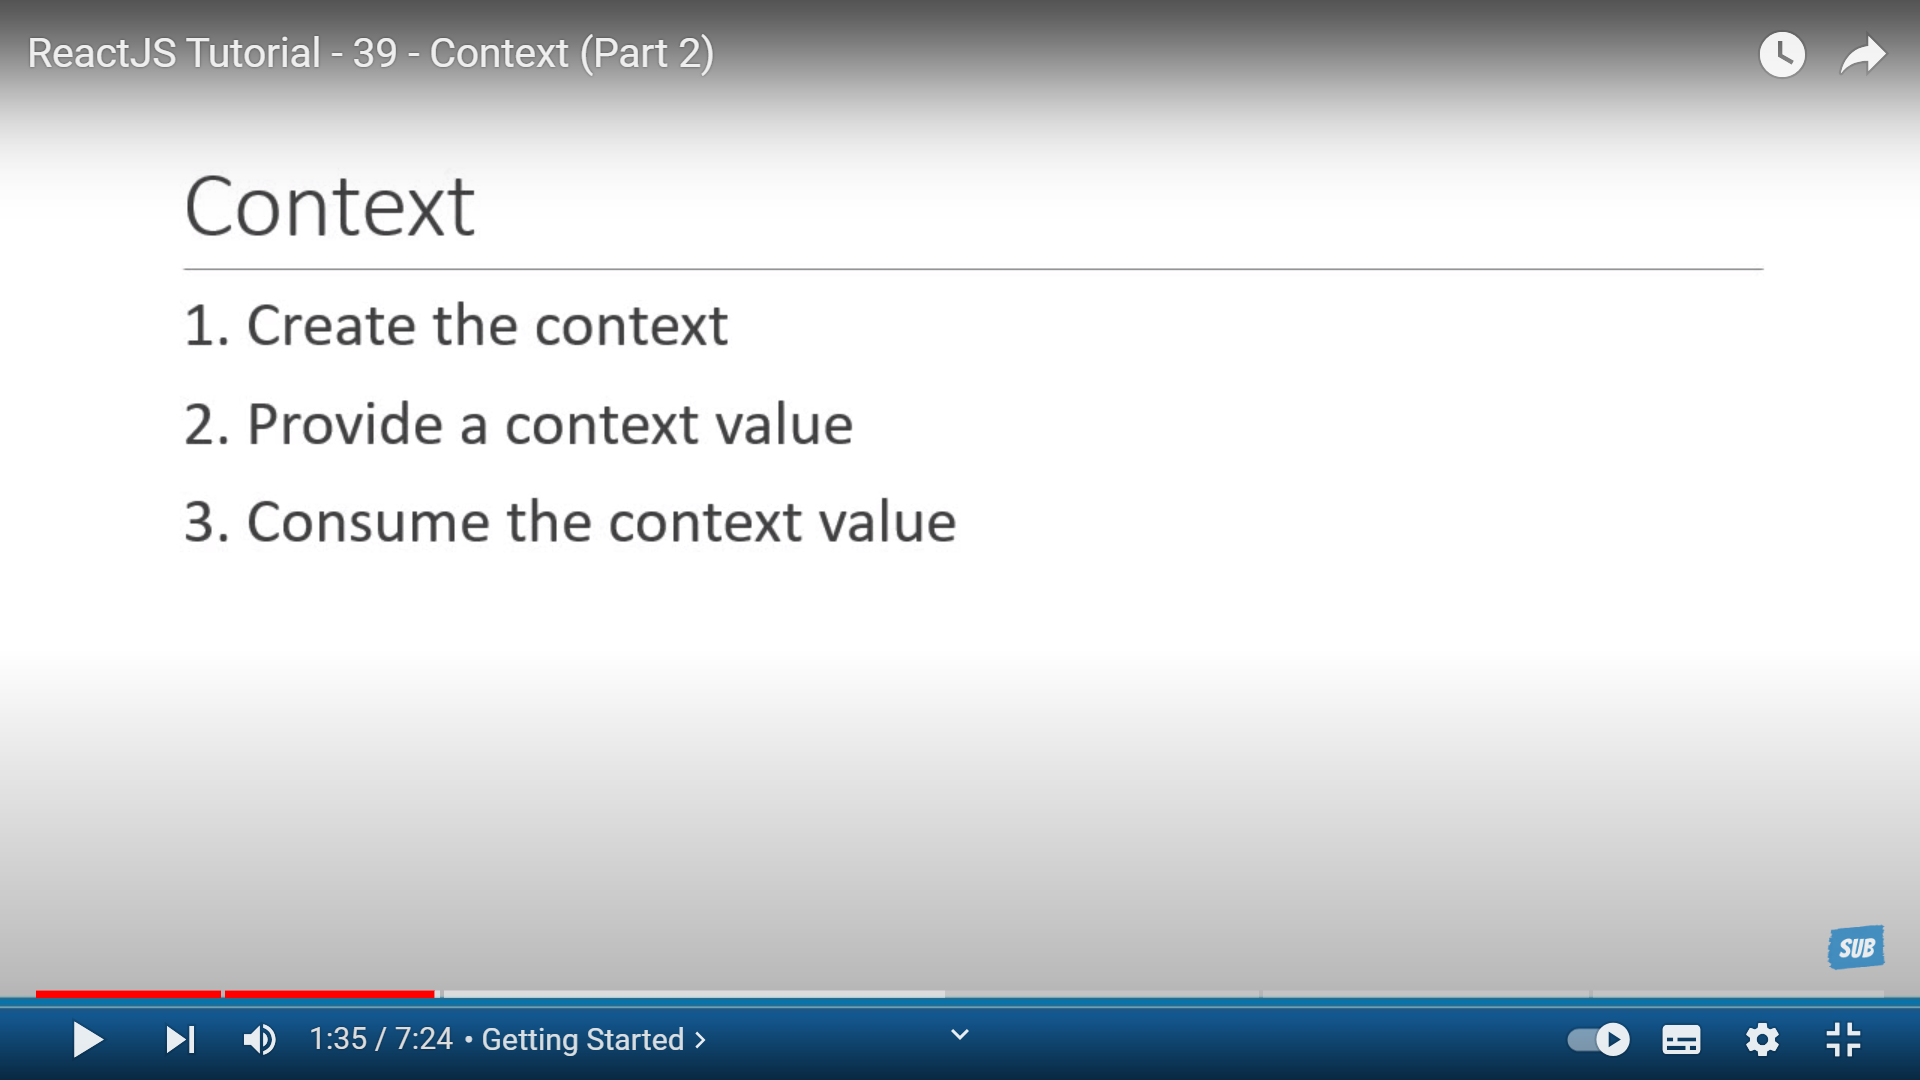 ReactJS Tutorial - 39 - Context (Part 2)
Context
1. Create the context
2. Provide a context value
3. Consume the context value
SUB
1:35 / 7:24 • Getting Started >